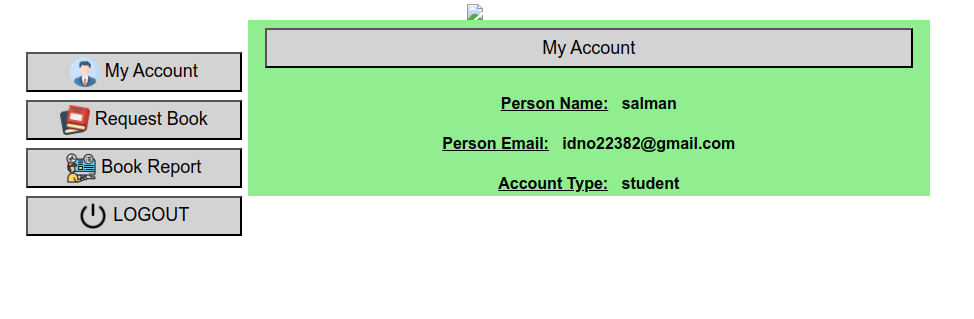 My Account
Request Book
Book Report
LOGOUT
My Account
Person Name: salman
Person Email: idno22382@gmail.com
Account Type: student